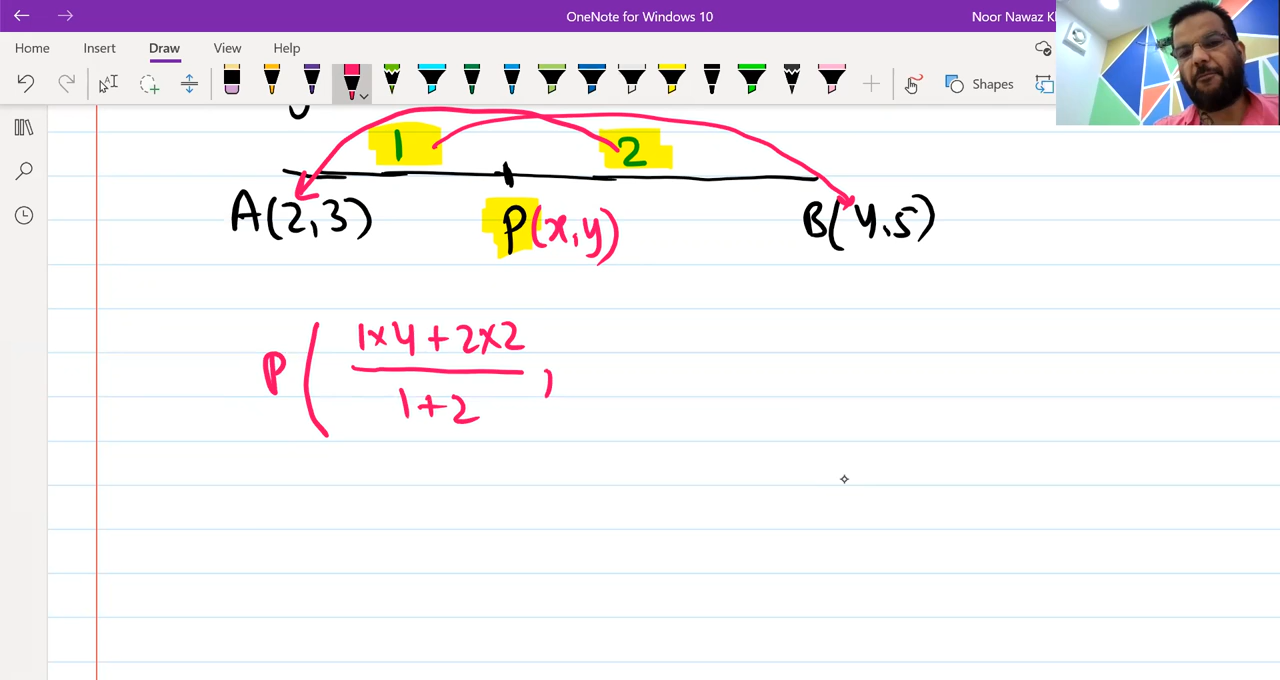 OneNote for Windows 10
Noor Nawaz Kh
Home Insert Draw View Help
Shapes
1 2
A(2,3) P(x,y) B(4,5)
P( 1×4+2×2
1+2 ,